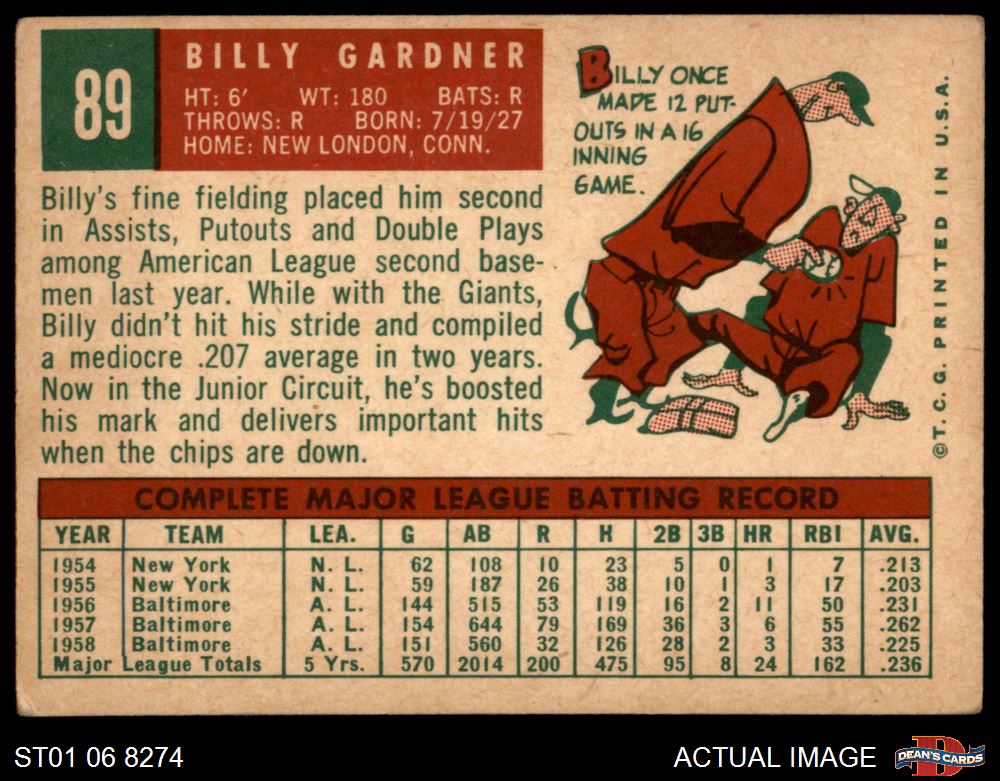 89
BILLY GARDNER
HT: 6' WT: 180 BATS: R
THROWS: R BORN: 7/19/27
HOME: NEW LONDON, CONN.
Billy's fine fielding placed him second
in Assists, Putouts and Double Plays
among American League second base-
men last year. While with the Giants,
Billy didn't hit his stride and compiled
a mediocre .207 average in two years.
Now in the Junior Circuit, he's boosted
his mark and delivers important hits
when the chips are down.
BILLY ONCE
MADE 12 PUT-
OUTS IN A 16
INNING
GAME.
©T.C.G. PRINTED IN U.S.A.
COMPLETE MAJOR LEAGUE BATTING RECORD
YEAR TEAM LEA. G AB R H 2B 3B HR RBI AVG.
1954 New York N. L. 62 108 10 23 5 0 1 7 .213
1955 New York N. L. 59 187 26 38 10 1 3 17 .203
1956 Baltimore A. L. 144 515 53 119 16 2 11 50 .231
1957 Baltimore A. L. 154 644 79 169 36 3 6 55 .262
1958 Baltimore A. L. 151 560 32 126 28 2 3 33 .225
Major League Totals 5 Yrs. 570 2014 200 475 95 8 24 162 .236
ST01 06 8274
ACTUAL IMAGE
DEAN'S CARDS